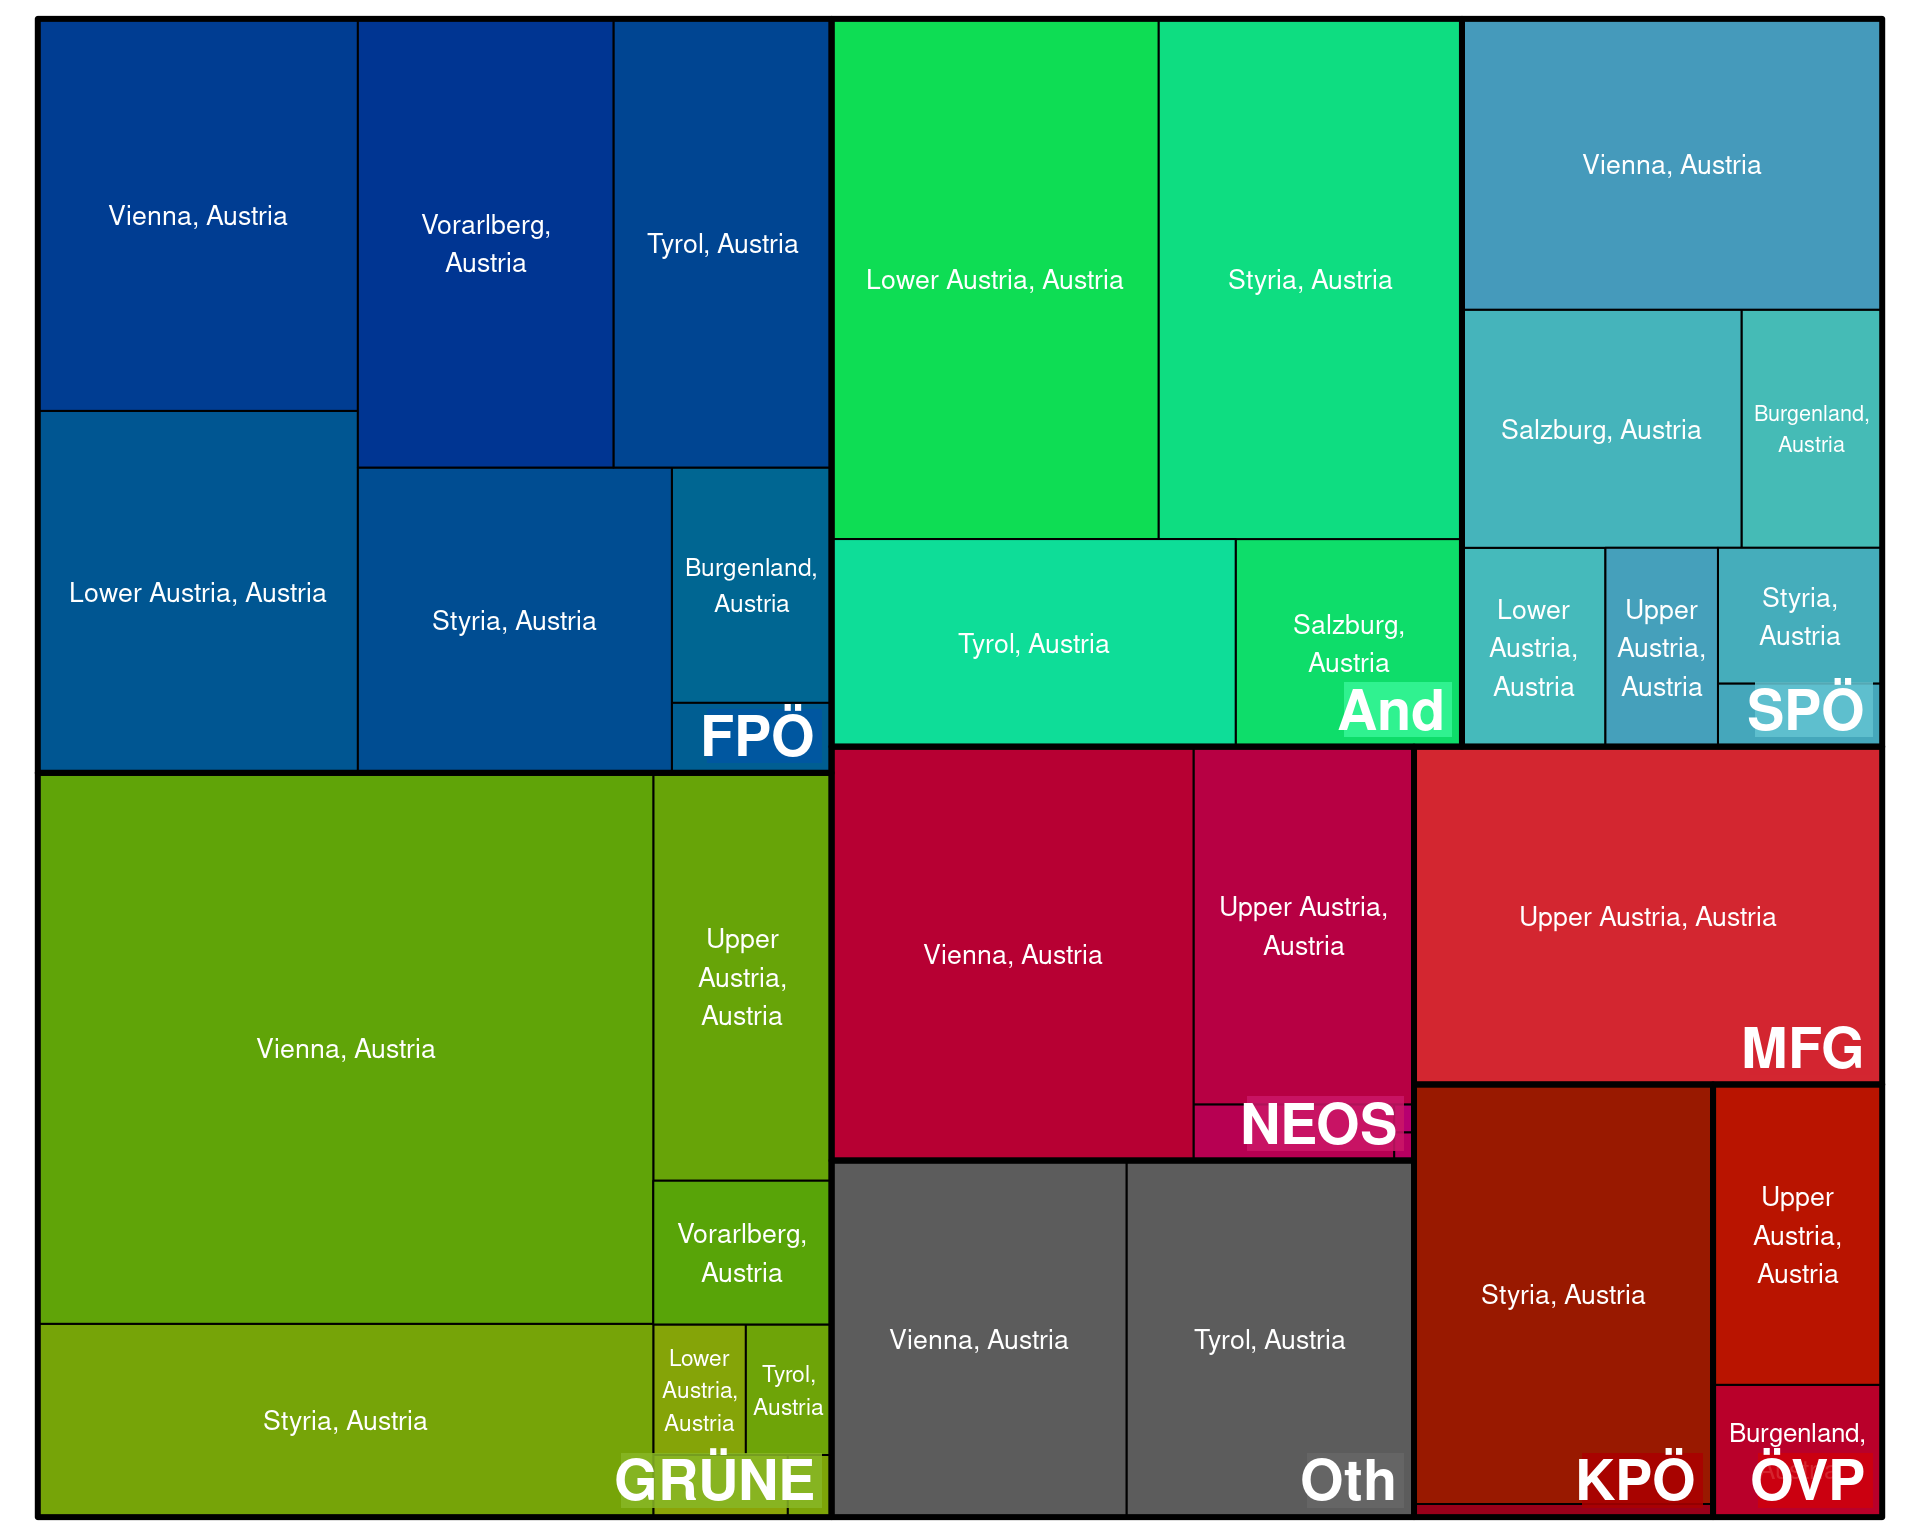 Vienna, Austria
Vorarlberg,
Austria
Tyrol, Austria
Lower Austria, Austria
Styria, Austria
Burgenland,
Austria
FPÖ
Lower Austria, Austria
Styria, Austria
Tyrol, Austria
Salzburg,
Austria
And
Vienna, Austria
Salzburg, Austria
Burgenland,
Austria
Lower
Austria,
Austria
Upper
Austria,
Austria
Styria,
Austria
SPÖ
Vienna, Austria
Upper
Austria,
Austria
Vorarlberg,
Austria
Styria, Austria
Lower
Austria,
Austria
Tyrol,
Austria
GRÜNE
Vienna, Austria
Upper Austria,
Austria
NEOS
Upper Austria, Austria
MFG
Vienna, Austria
Tyrol, Austria
Oth
Styria, Austria
KPÖ
Upper
Austria,
Austria
Burgenland,
ÖVP